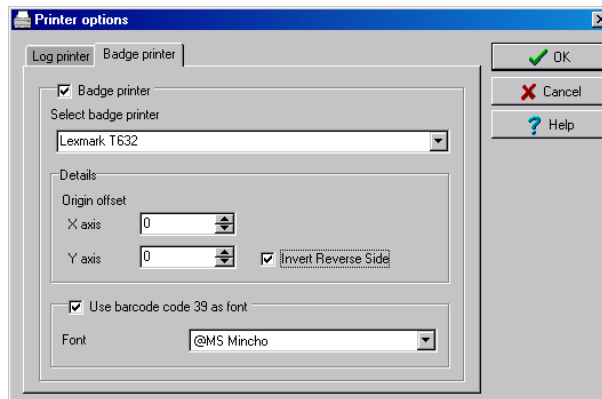 Printer options
Log printer Badge printer
OK
Cancel
Help
Badge printer
Select badge printer
Lexmark T632
Details
Origin offset
X axis 0
Y axis 0 Invert Reverse Side
Use barcode code 39 as font
Font @MS Mincho